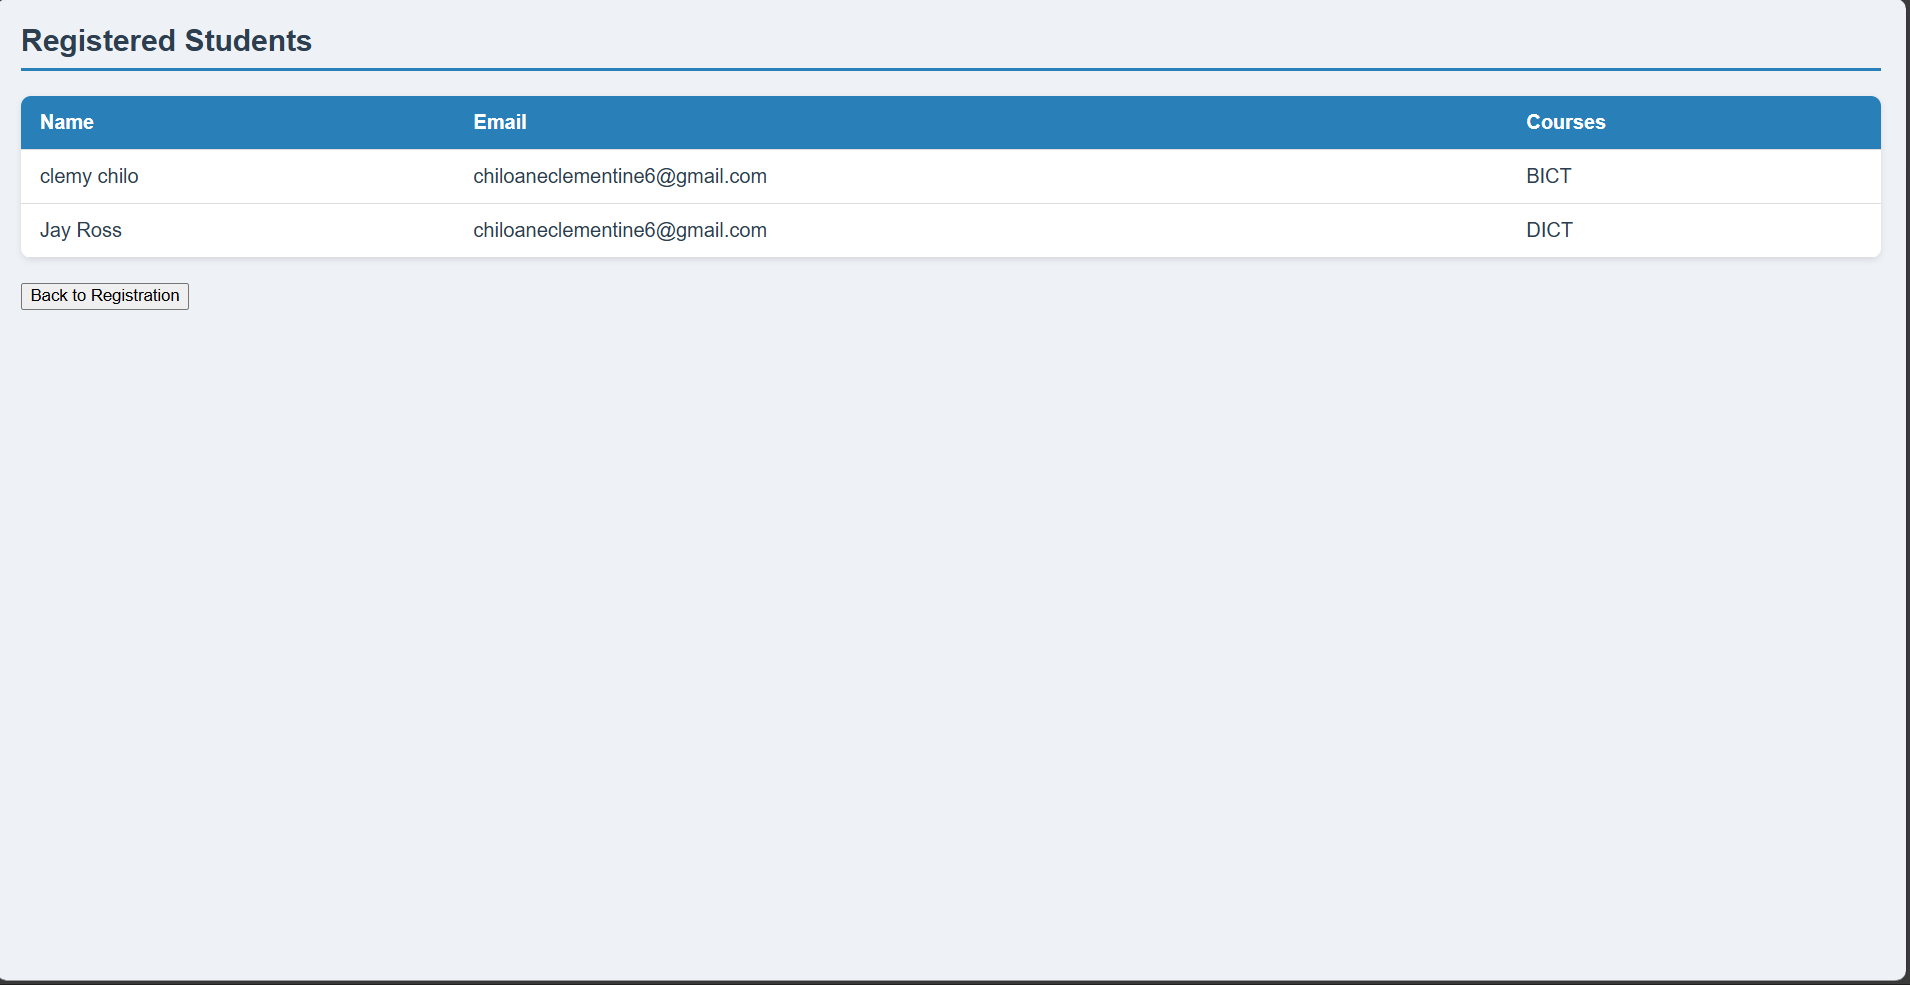 Registered Students
Name Email Courses
clemy chilo chiloaneclementine6@gmail.com BICT
Jay Ross chiloaneclementine6@gmail.com DICT
Back to Registration